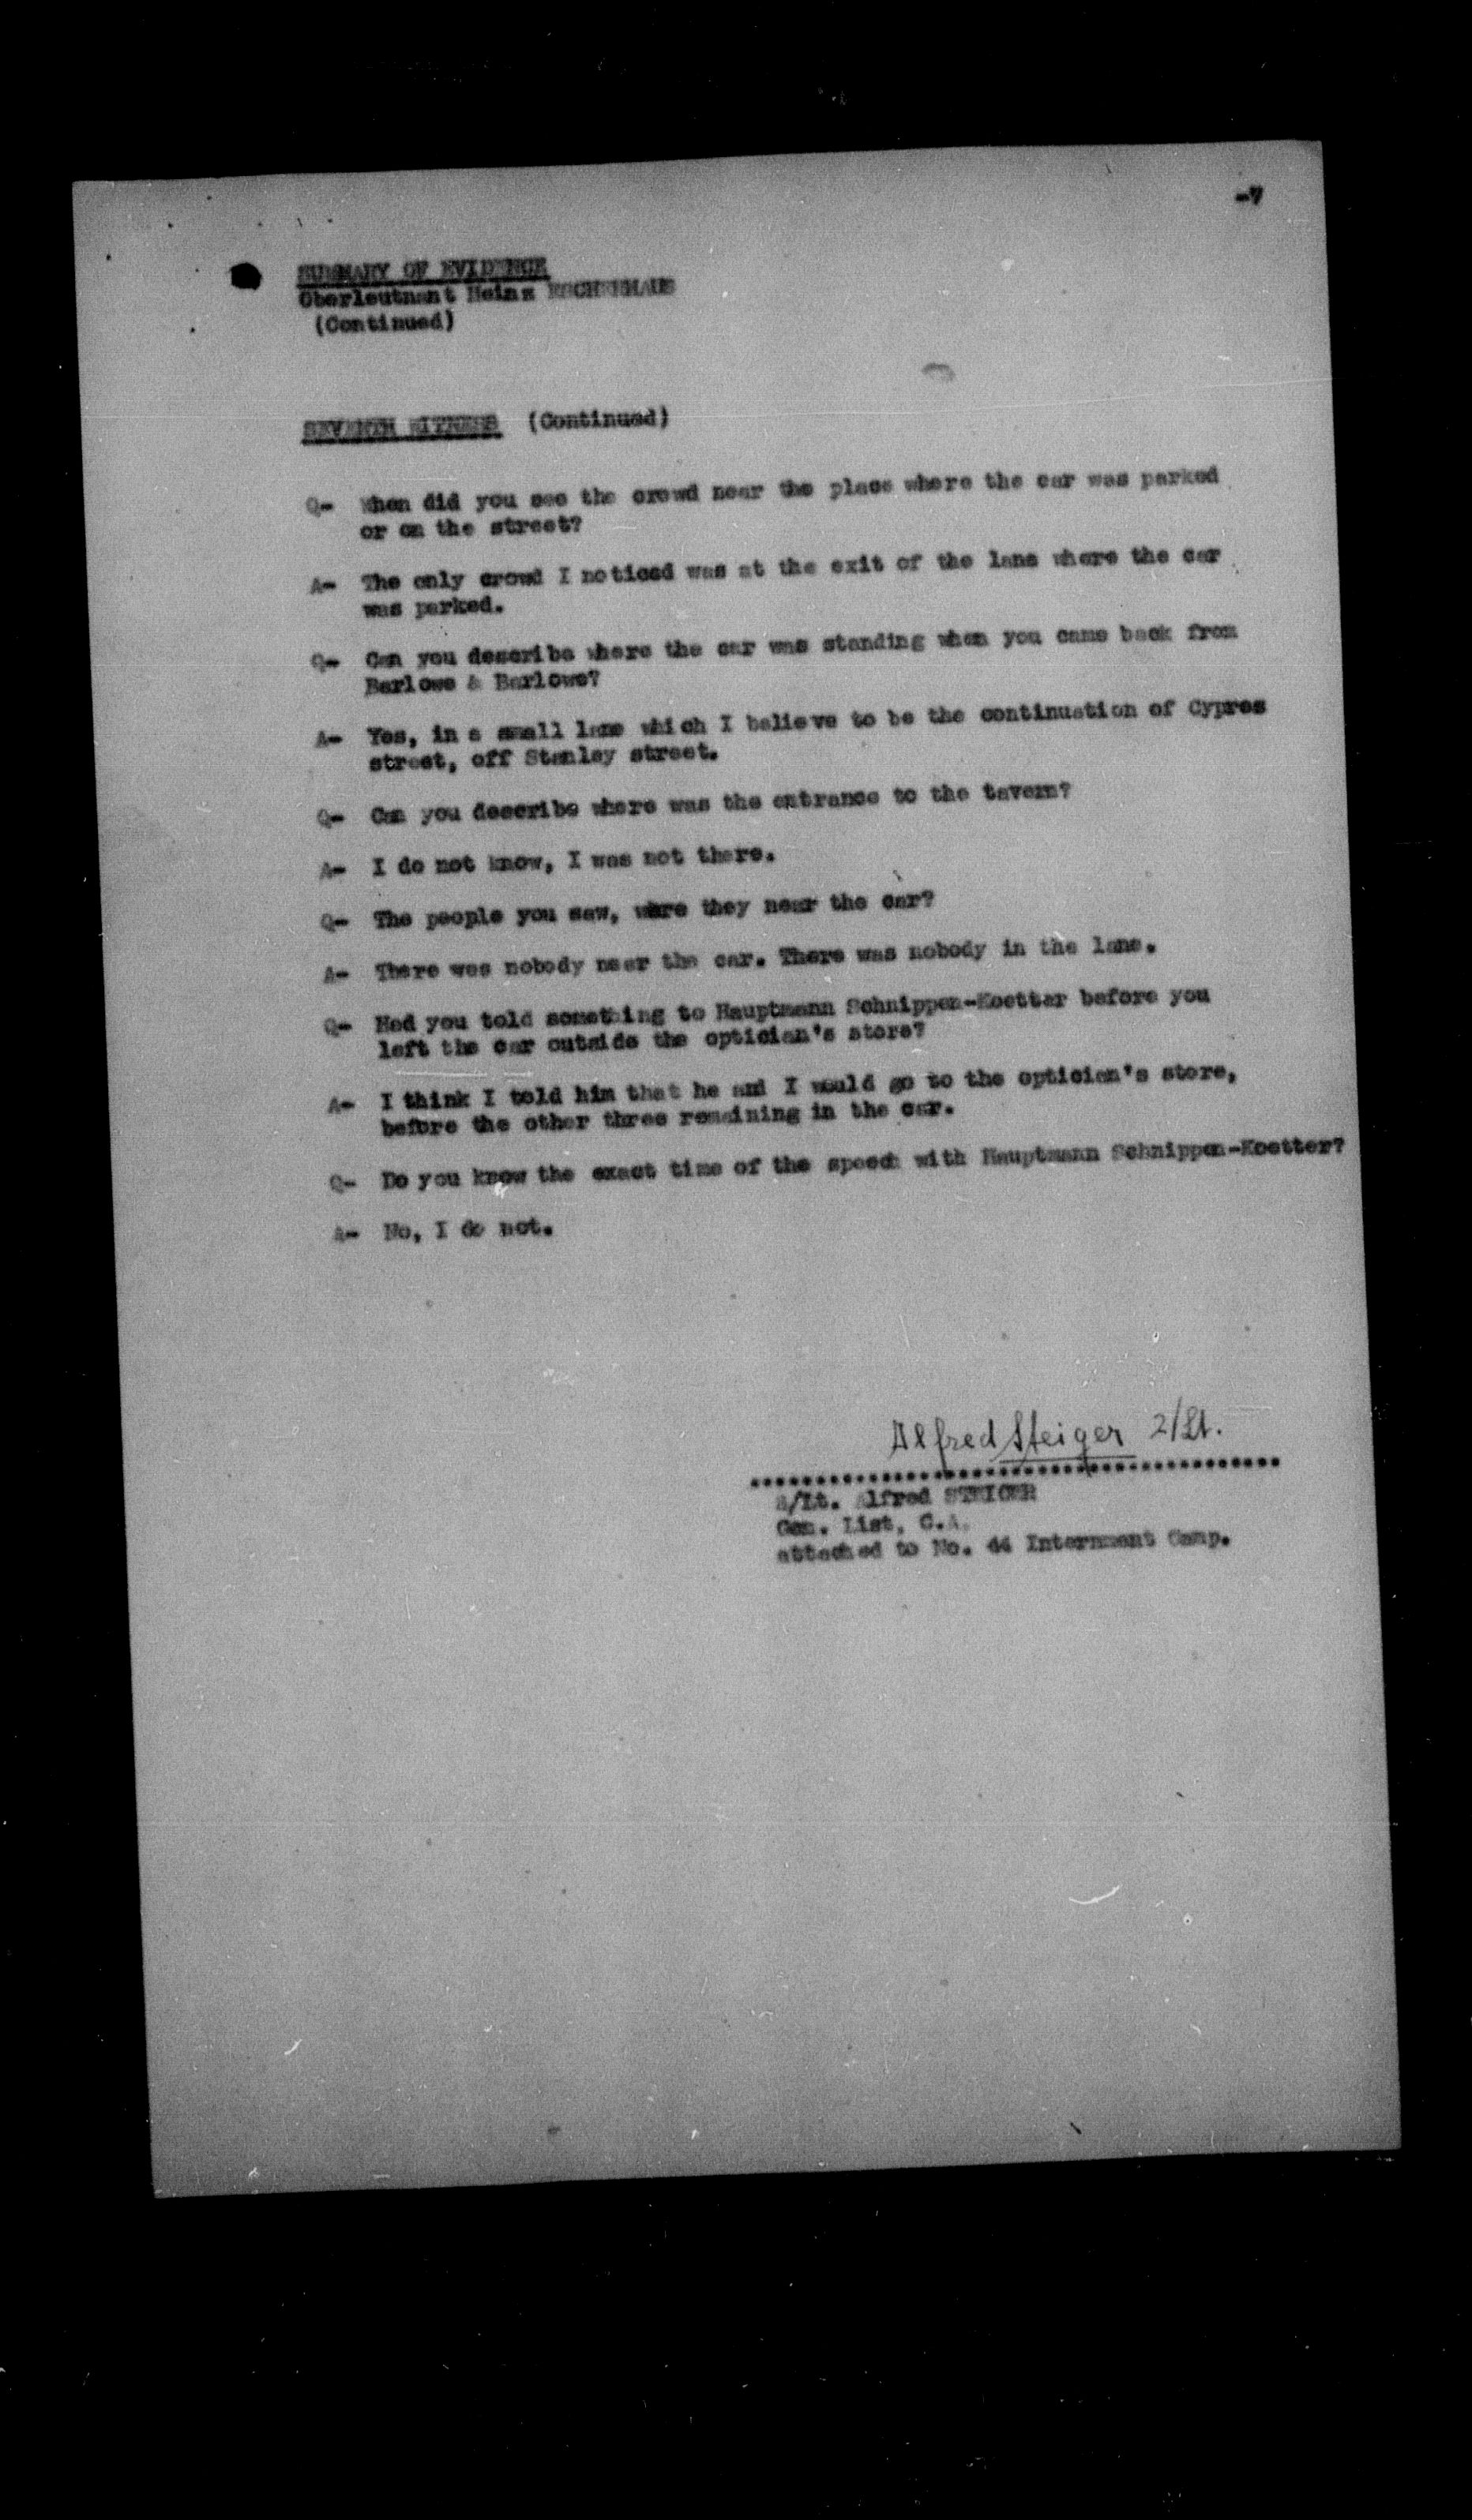 -7
SUMMARY OF EVIDENCE
Oberleutnant Heinz ESCHENHAUS
(Continued)
SEVENTH WITNESS (Continued)
Q- When did you see the crowd near the place where the car was parked
or on the street?
A- The only crowd I noticed was at the exit of the lane where the car
was parked.
Q- Can you describe where the car was standing when you came back from
Barlowe & Barlowe?
A- Yes, in a small lane which I believe to be the continuation of Cypres
street, off Stanley street.
Q- Can you describe where was the entrance to the tavern?
A- I do not know, I was not there.
Q- The people you saw, were they near the car?
A- There was nobody near the car. There was nobody in the lane.
Q- Had you told something to Hauptmann Schnippen-Koetter before you
left the car outside the optician's store?
A- I think I told him that he and I would go to the optician's store,
before the other three remaining in the car.
Q- Do you know the exact time of the speech with Hauptmann Schnippen-Koetter?
A- No, I do not.
Alfred Steiger 2/Lt.
2/Lt. Alfred STEIGER
Gen. List, C.A.
attached to No. 44 Internment Camp.